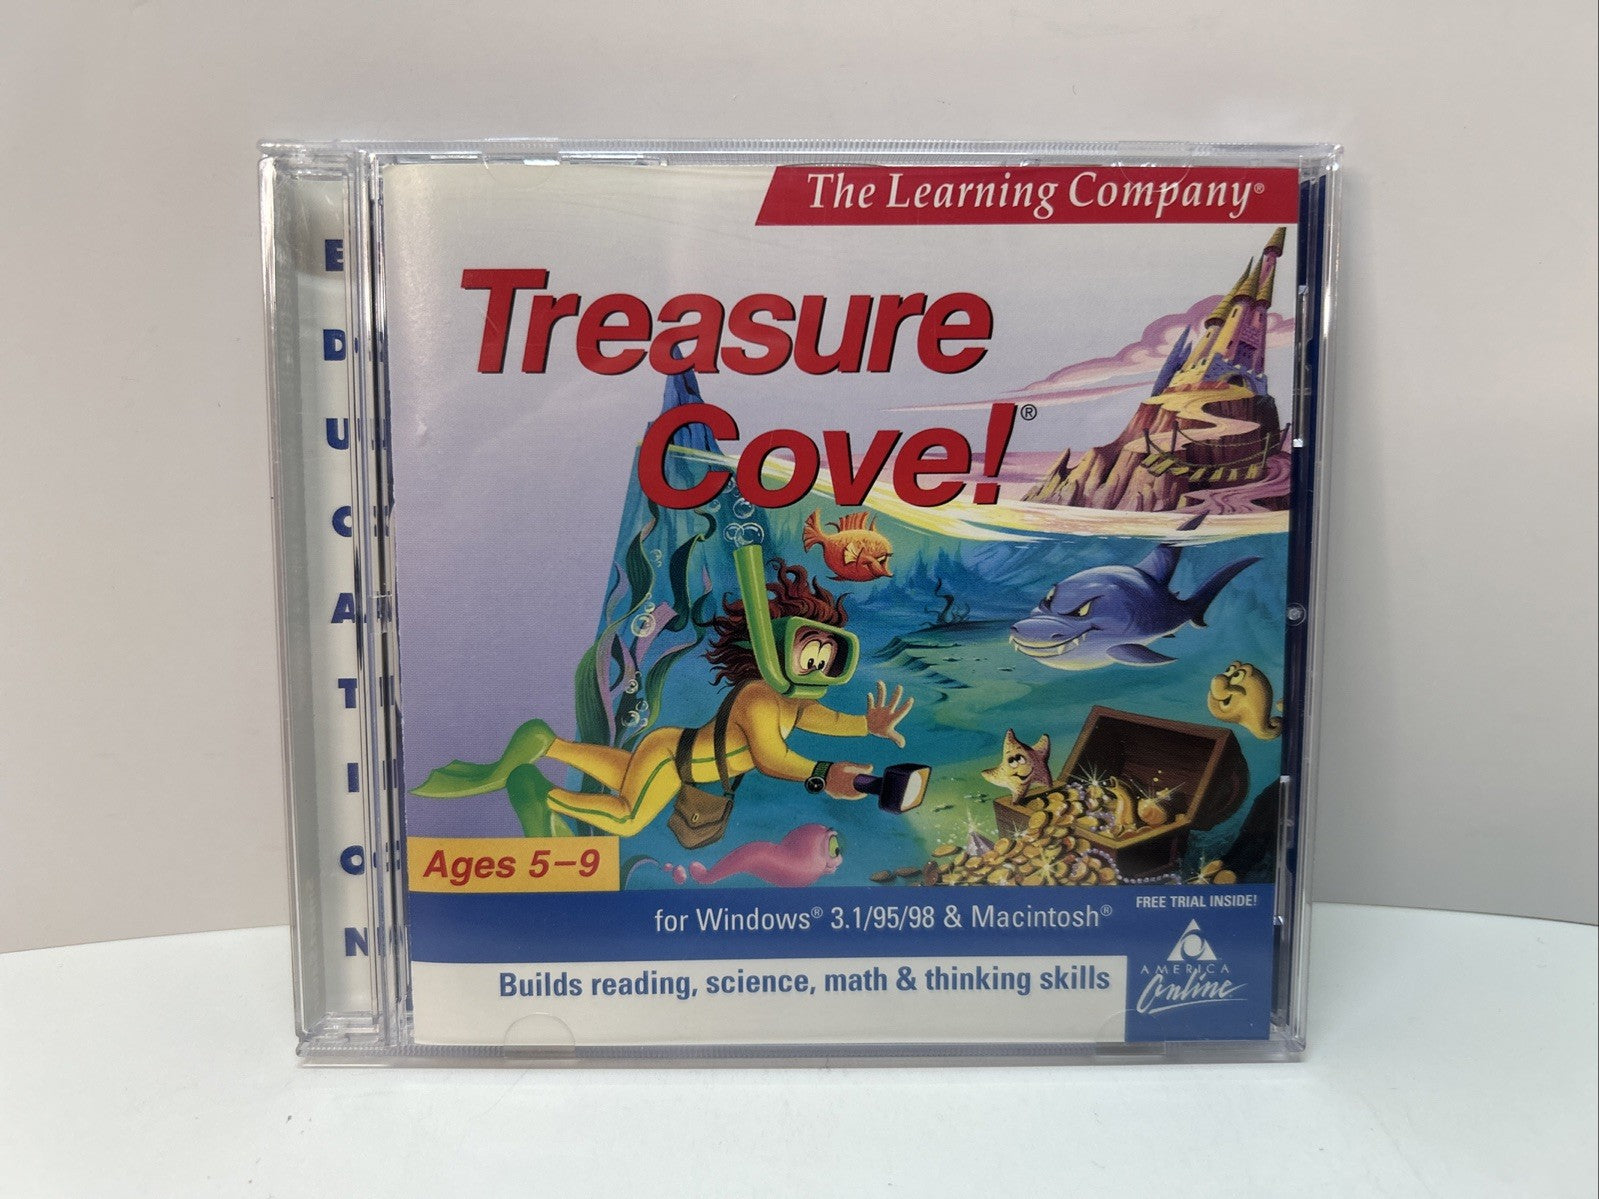 The Learning Company®
Treasure
Cove!®
EDUCATION
Ages 5–9
for Windows® 3.1/95/98 & Macintosh®
FREE TRIAL INSIDE!
AMERICA
Online
Builds reading, science, math & thinking skills